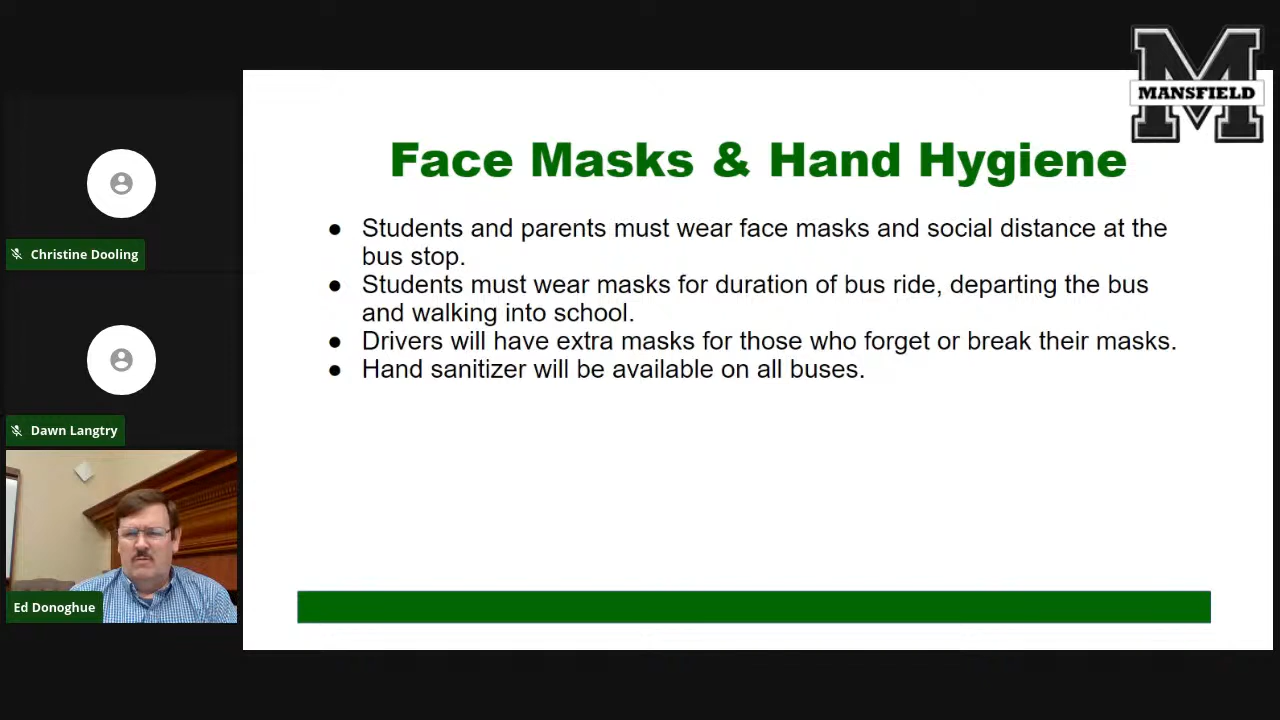 M
MANSFIELD
Face Masks & Hand Hygiene
● Students and parents must wear face masks and social distance at the
bus stop.
● Students must wear masks for duration of bus ride, departing the bus
and walking into school.
● Drivers will have extra masks for those who forget or break their masks.
● Hand sanitizer will be available on all buses.
Christine Dooling
Dawn Langtry
Ed Donoghue